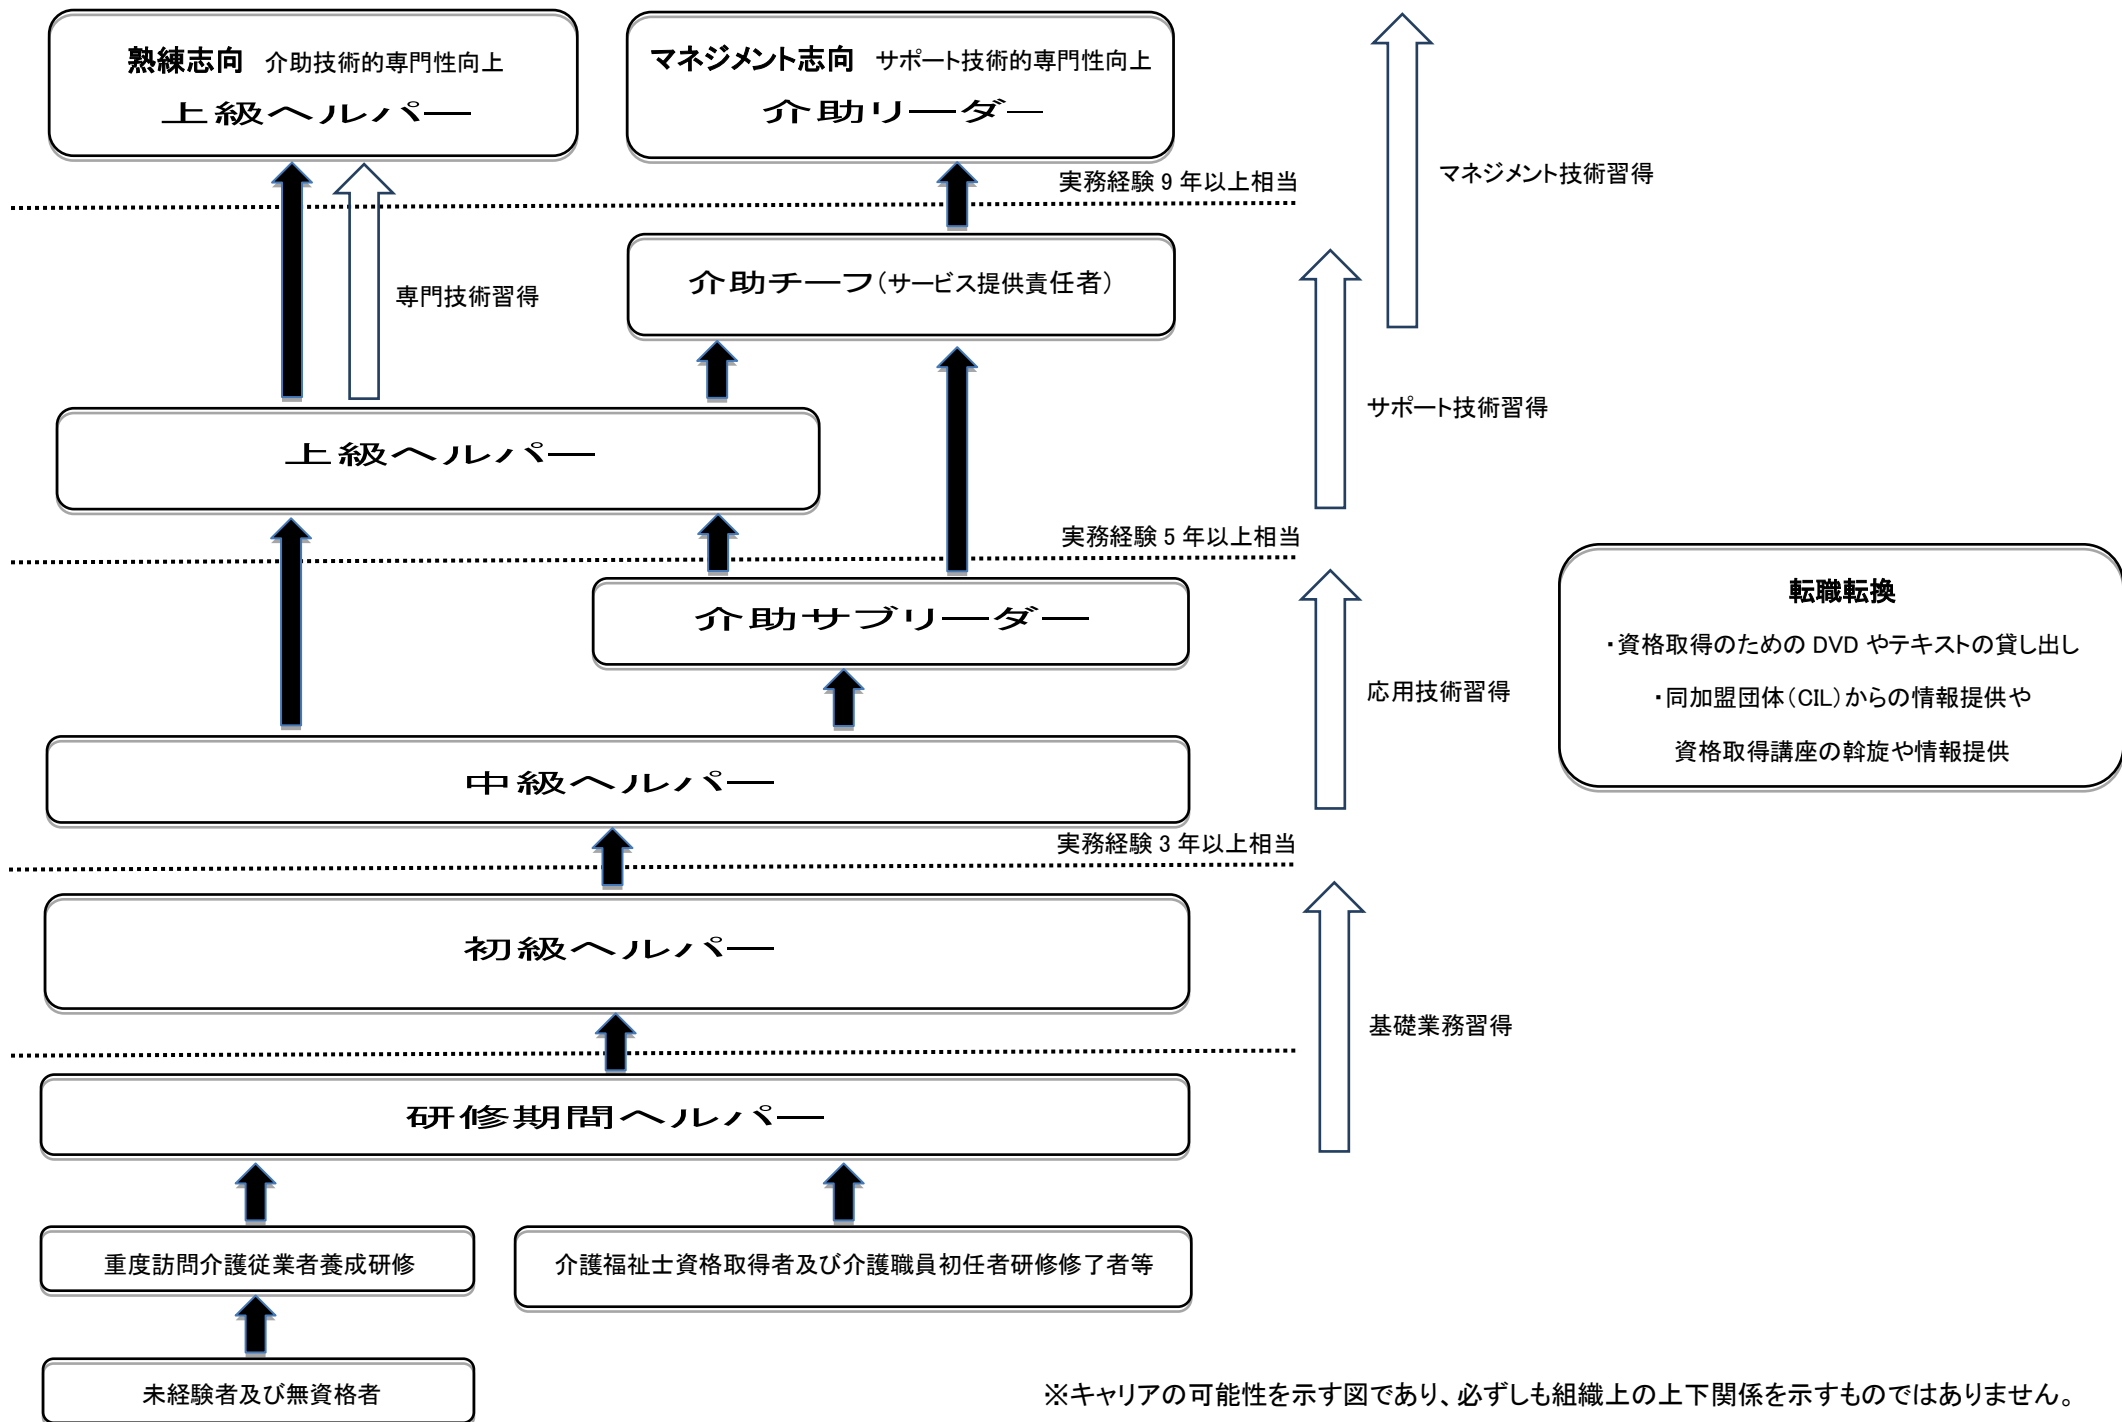 熟練志向 介助技術的専門性向上
上級ヘルパー
マネジメント志向 サポート技術的専門性向上
介助リーダー
実務経験 9 年以上相当
マネジメント技術習得
専門技術習得
介助チーフ(サービス提供責任者)
サポート技術習得
上級ヘルパー
実務経験 5 年以上相当
介助サブリーダー
応用技術習得
転職転換
・資格取得のための DVD やテキストの貸し出し
・同加盟団体(CIL)からの情報提供や
資格取得講座の斡旋や情報提供
中級ヘルパー
実務経験 3 年以上相当
初級ヘルパー
基礎業務習得
研修期間ヘルパー
重度訪問介護従業者養成研修
介護福祉士資格取得者及び介護職員初任者研修修了者等
未経験者及び無資格者
※キャリアの可能性を示す図であり、必ずしも組織上の上下関係を示すものではありません。